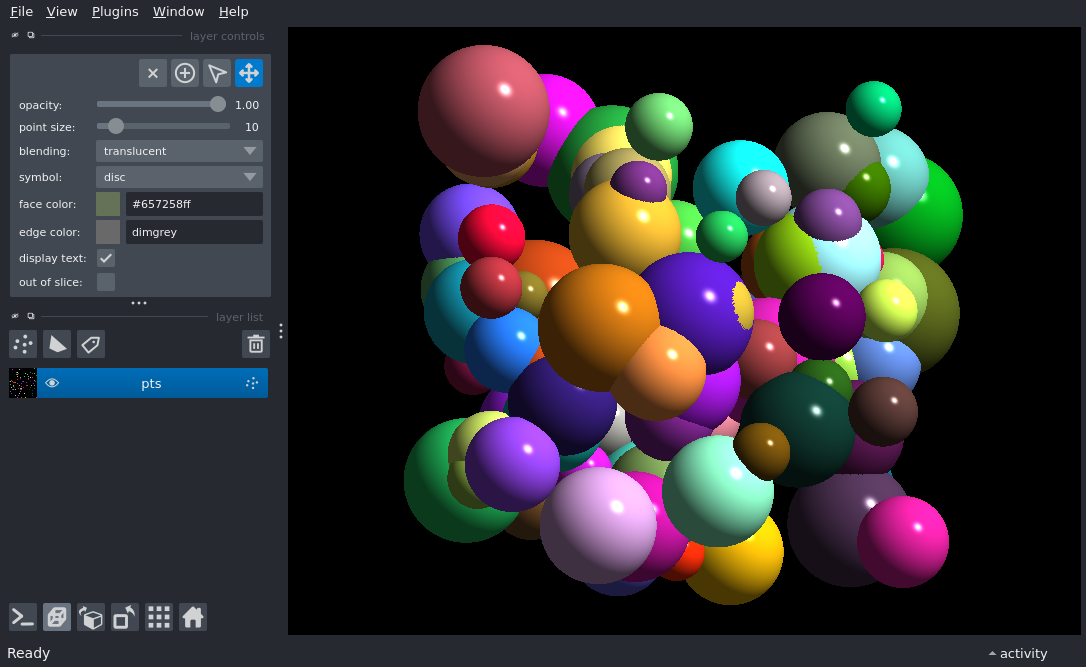 File View Plugins Window Help
layer controls
opacity: 1.00
point size: 10
blending: translucent
symbol: disc
face color: #657258ff
edge color: dimgrey
display text:
out of slice:
layer list
pts
Ready
activity